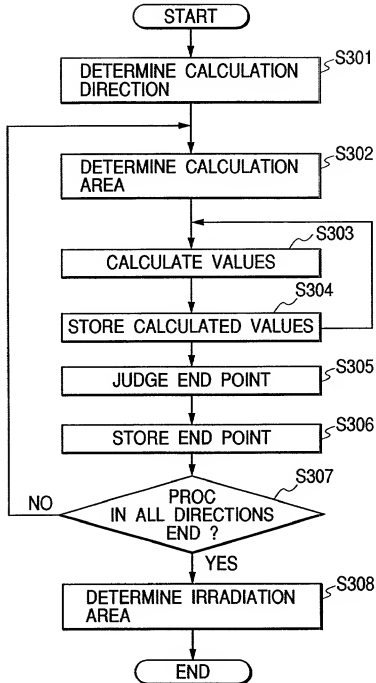 START
S301
DETERMINE CALCULATION
DIRECTION
S302
DETERMINE CALCULATION
AREA
S303
CALCULATE VALUES
S304
STORE CALCULATED VALUES
S305
JUDGE END POINT
S306
STORE END POINT
S307
PROC
IN ALL DIRECTIONS
END ?
NO
YES
S308
DETERMINE IRRADIATION
AREA
END